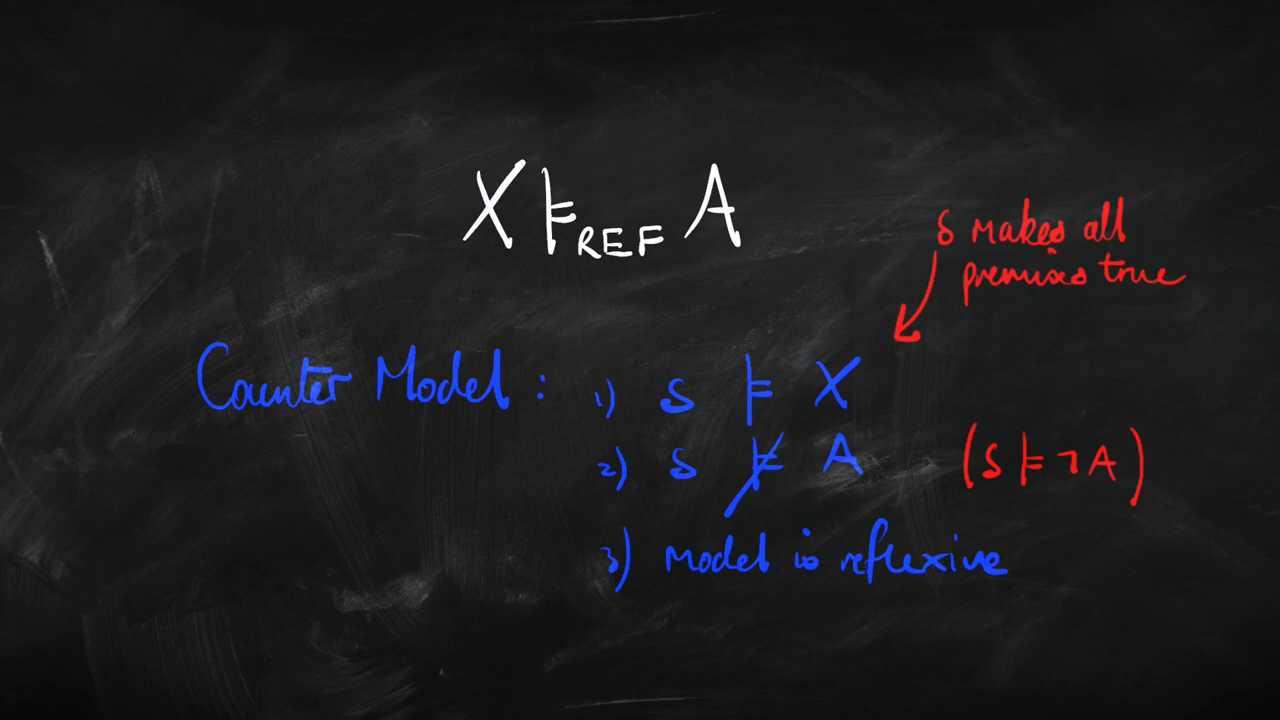 X ⊨REF A
s makes all
premises true
Counter Model : 1) s ⊨ X
2) s ⊭ A (s ⊨ ¬A)
3) model is reflexive